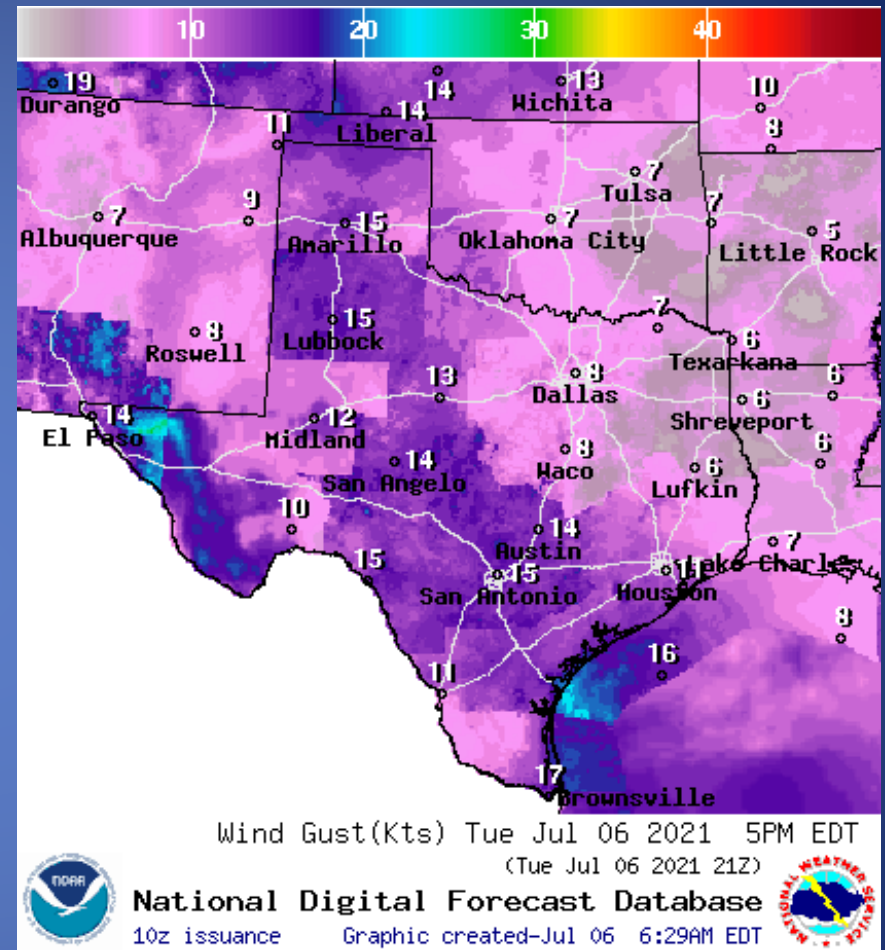 10 20 30 40
19 14 13 10
Durango Wichita
11 14 8
Liberal
7
Tulsa
7 9 15 7 7 5
Albuquerque Amarillo Oklahoma City Little Rock
8 15 7 6
Roswell Lubbock Texarkana
8
Dallas
13 6 6
14 12 Shreveport
El Paso Midland
8
14 Waco 6 6
San Angelo Lufkin
10 14 7
Austin
15 15 11 Lake Charles
San Antonio Houston
8
11 16
17
Brownsville
Wind Gust(Kts) Tue Jul 06 2021 5PM EDT
(Tue Jul 06 2021 21Z)
National Digital Forecast Database
10z issuance Graphic created-Jul 06 6:29AM EDT
NOAA
NATIONAL WEATHER SERVICE